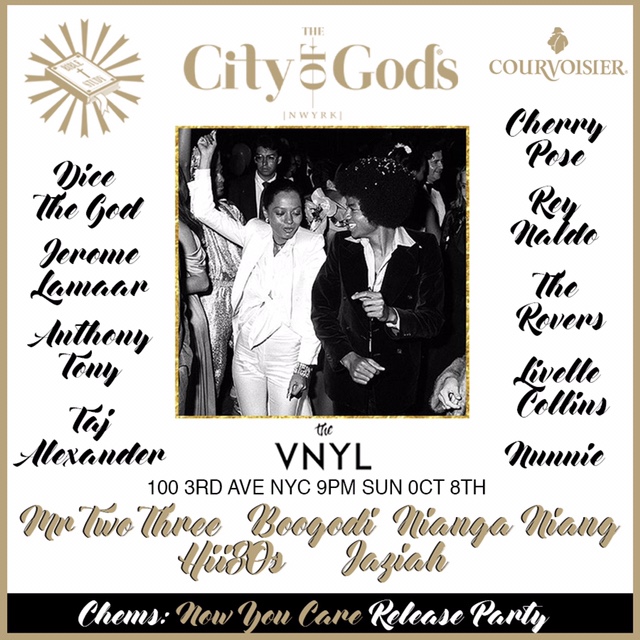 THE
City OF Gods
[NWYRK]
BIBLE
STUDY
COURVOISIER®
Dice
The God
Jerome
Lamaar
Anthony
Tony
Taj
Alexander
Cherry
Pose
Rey
Naldo
The
Rovers
Livelle
Collins
Nunnie
the
VNYL
100 3RD AVE NYC 9PM SUN 0CT 8TH
Mr Two Three Boogodi Nianga Niang
Hii80s Jaziah
Chems: Now You Care Release Party